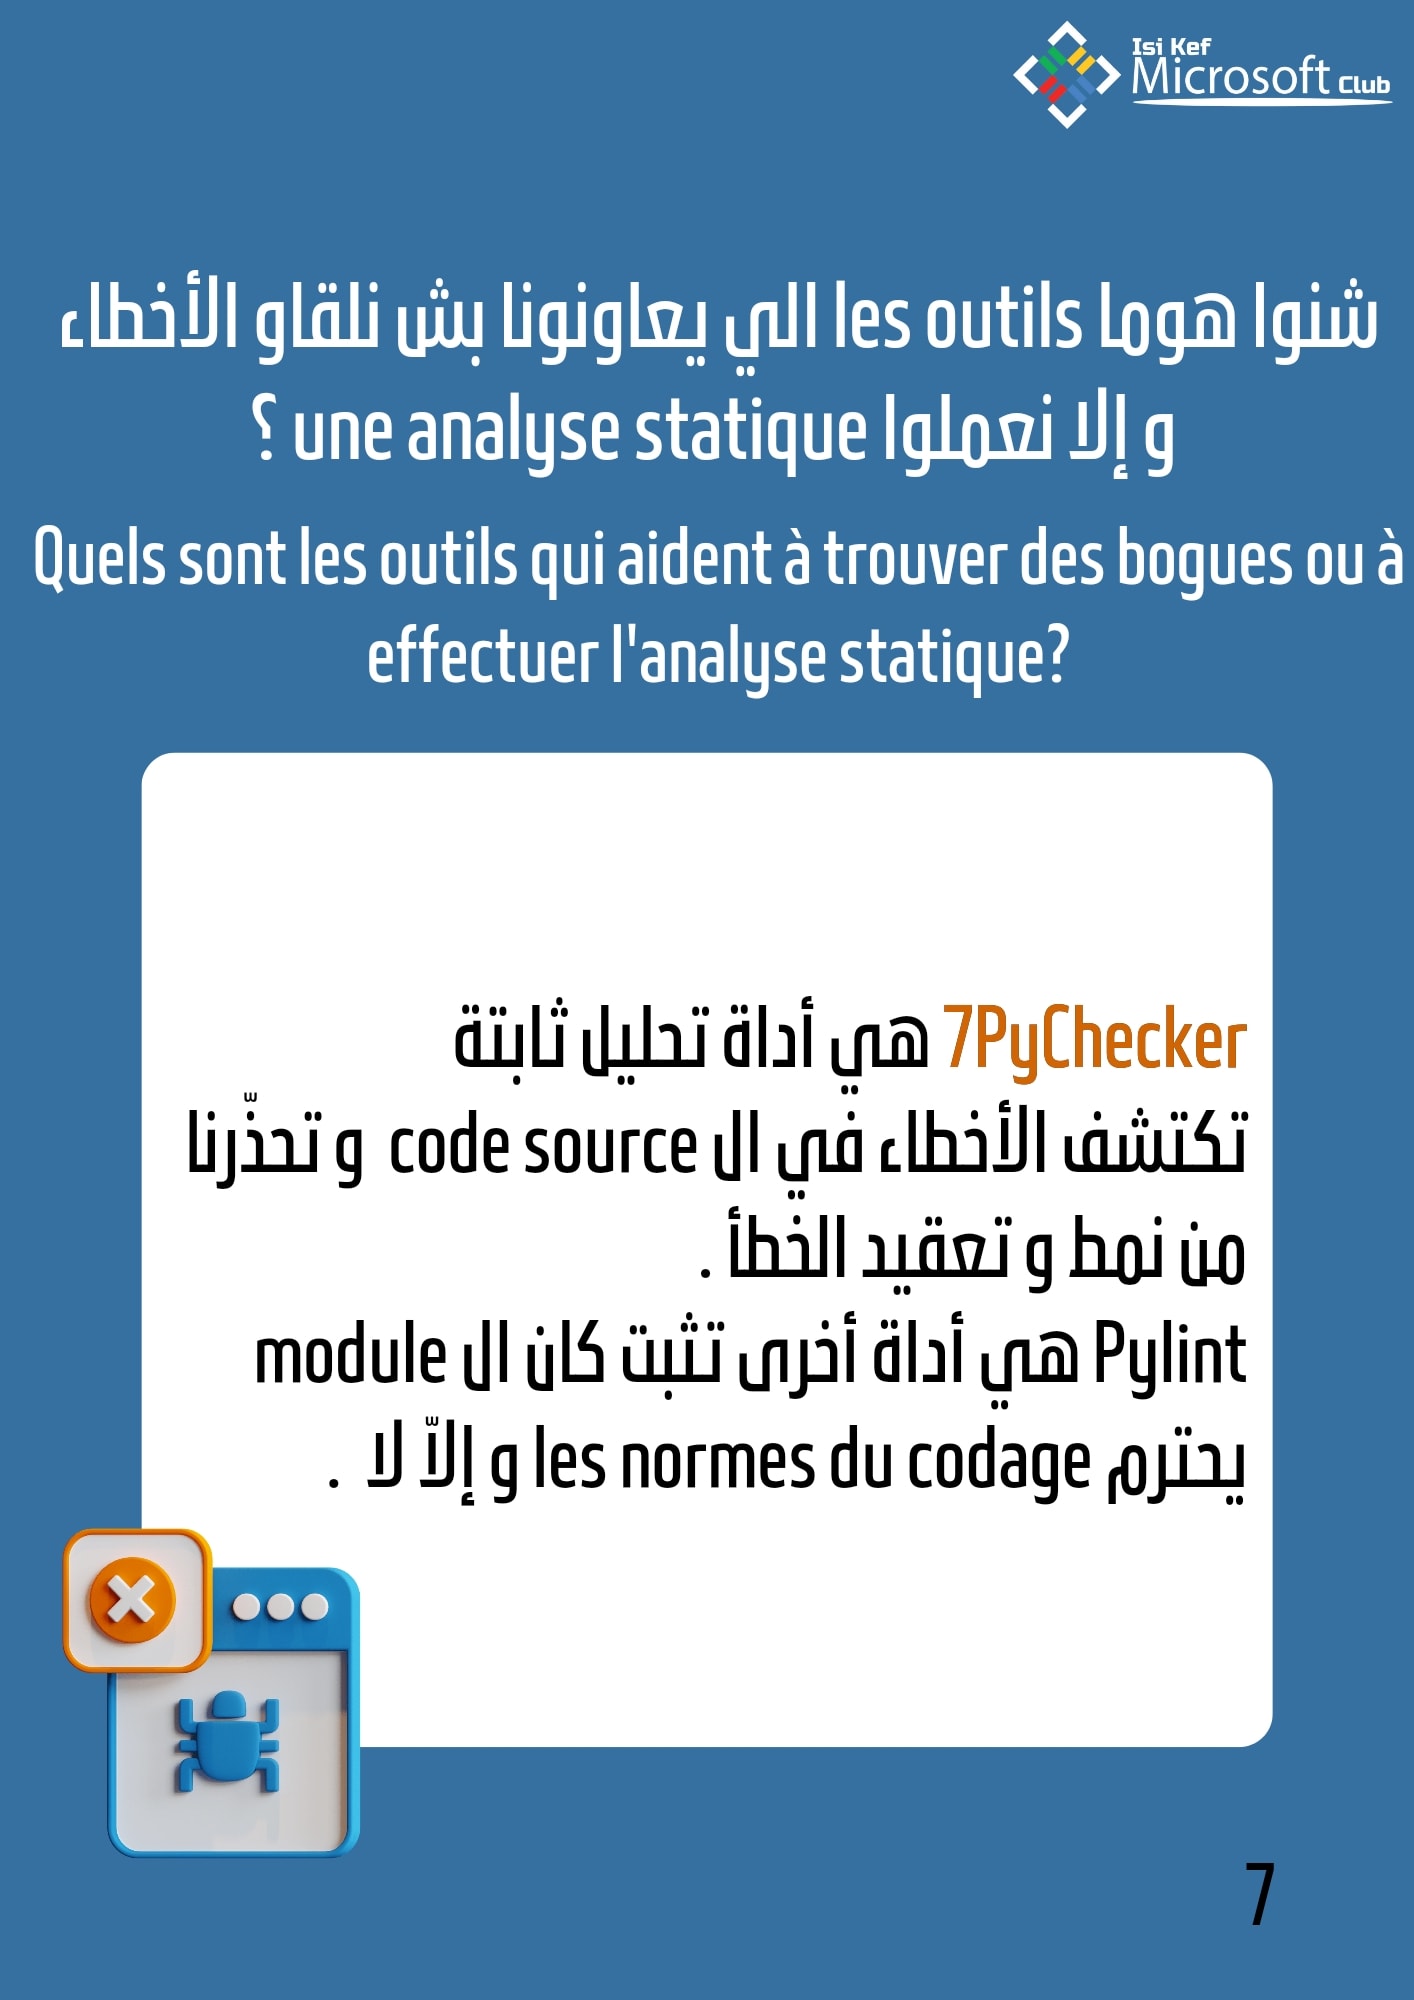 Isi Kef
Microsoft Club
شنوا هوما les outils الي يعاونونا بش نلقاو الأخطاء
و إلا نعملوا une analyse statique ؟
Quels sont les outils qui aident à trouver des bogues ou à
effectuer l'analyse statique?
7PyChecker هي أداة تحليل ثابتة
تكتشف الأخطاء في ال code source و تحذّرنا
من نمط و تعقيد الخطأ .
Pylint هي أداة أخرى تثبت كان ال module
يحترم les normes du codage و إلاّ لا .
7